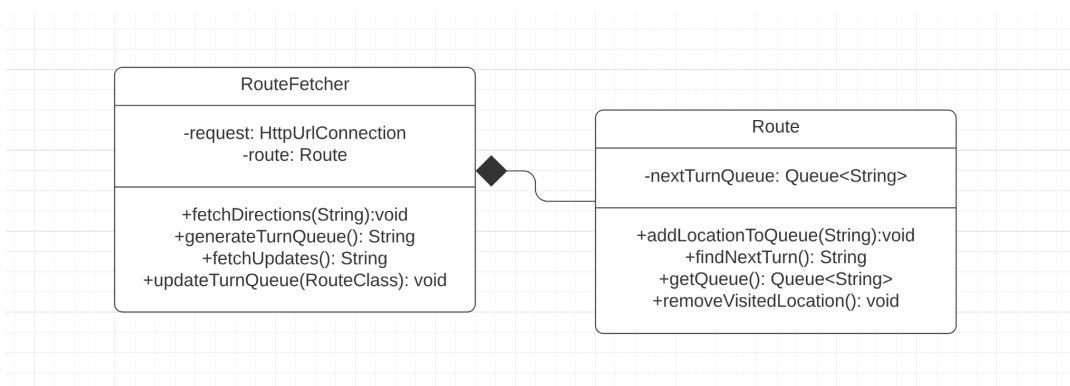 RouteFetcher
-request: HttpUrlConnection
-route: Route
+fetchDirections(String):void
+generateTurnQueue(): String
+fetchUpdates(): String
+updateTurnQueue(RouteClass): void
Route
-nextTurnQueue: Queue<String>
+addLocationToQueue(String):void
+findNextTurn(): String
+getQueue(): Queue<String>
+removeVisitedLocation(): void